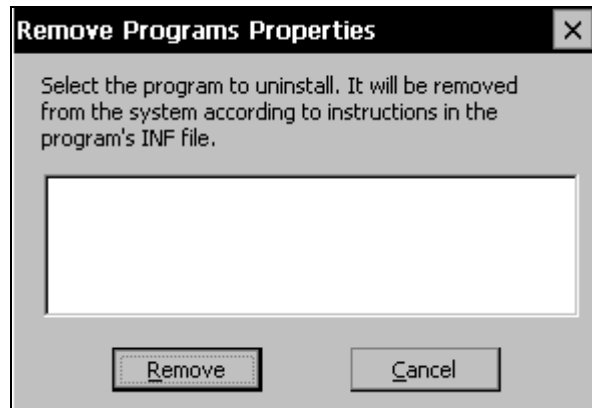 Remove Programs Properties
Select the program to uninstall. It will be removed
from the system according to instructions in the
program's INF file.
Remove
Cancel